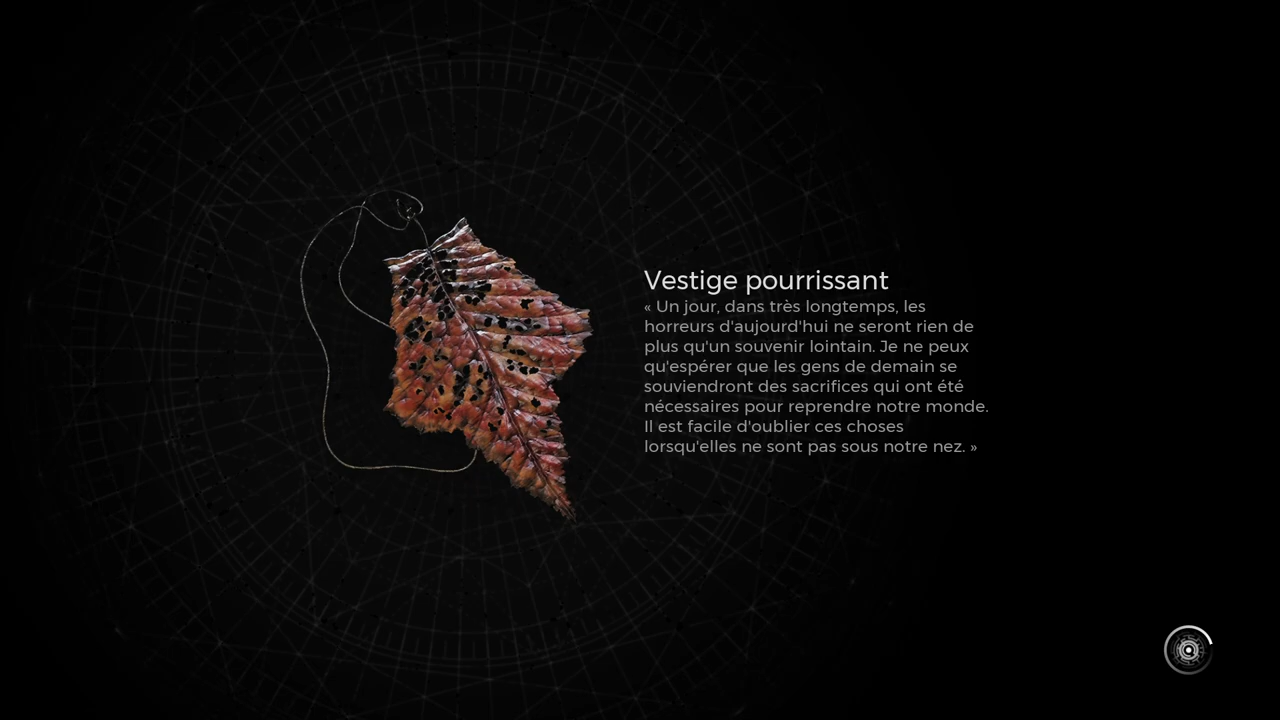 Vestige pourrissant
« Un jour, dans très longtemps, les
horreurs d'aujourd'hui ne seront rien de
plus qu'un souvenir lointain. Je ne peux
qu'espérer que les gens de demain se
souviendront des sacrifices qui ont été
nécessaires pour reprendre notre monde.
Il est facile d'oublier ces choses
lorsqu'elles ne sont pas sous notre nez. »